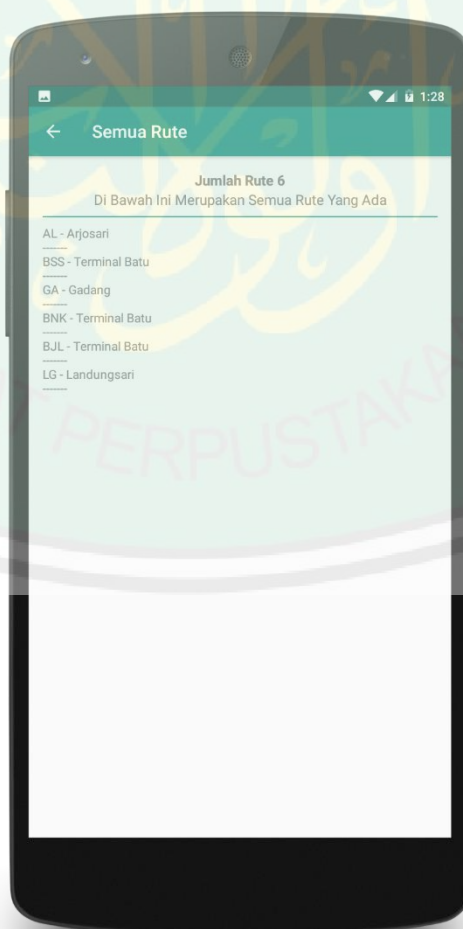 1:28
Semua Rute
Jumlah Rute 6
Di Bawah Ini Merupakan Semua Rute Yang Ada
AL - Arjosari
--------
BSS - Terminal Batu
--------
GA - Gadang
--------
BNK - Terminal Batu
--------
BJL - Terminal Batu
--------
LG - Landungsari
--------
PERPUSTAKA